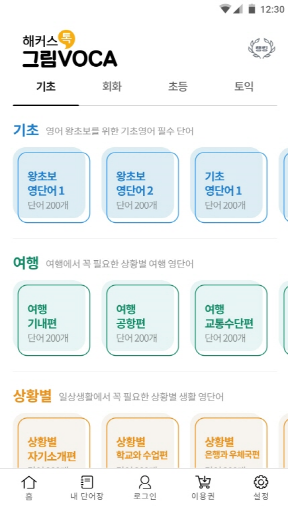 12:30
해커스톡
그림VOCA
랭킹
기초 회화 초등 토익
기초 영어 왕초보를 위한 기초영어 필수 단어
왕초보
영단어 1
단어 200개
왕초보
영단어 2
단어 200개
기초
영단어 1
단어 200개
여행 여행에서 꼭 필요한 상황별 여행 영단어
여행
기내편
단어 200개
여행
공항편
단어 200개
여행
교통수단편
단어 200개
상황별 일상생활에서 꼭 필요한 상황별 생활 영단어
상황별
자기소개편
상황별
학교와 수업편
상황별
은행과 우체국편
홈 내 단어장 로그인 이용권 설정